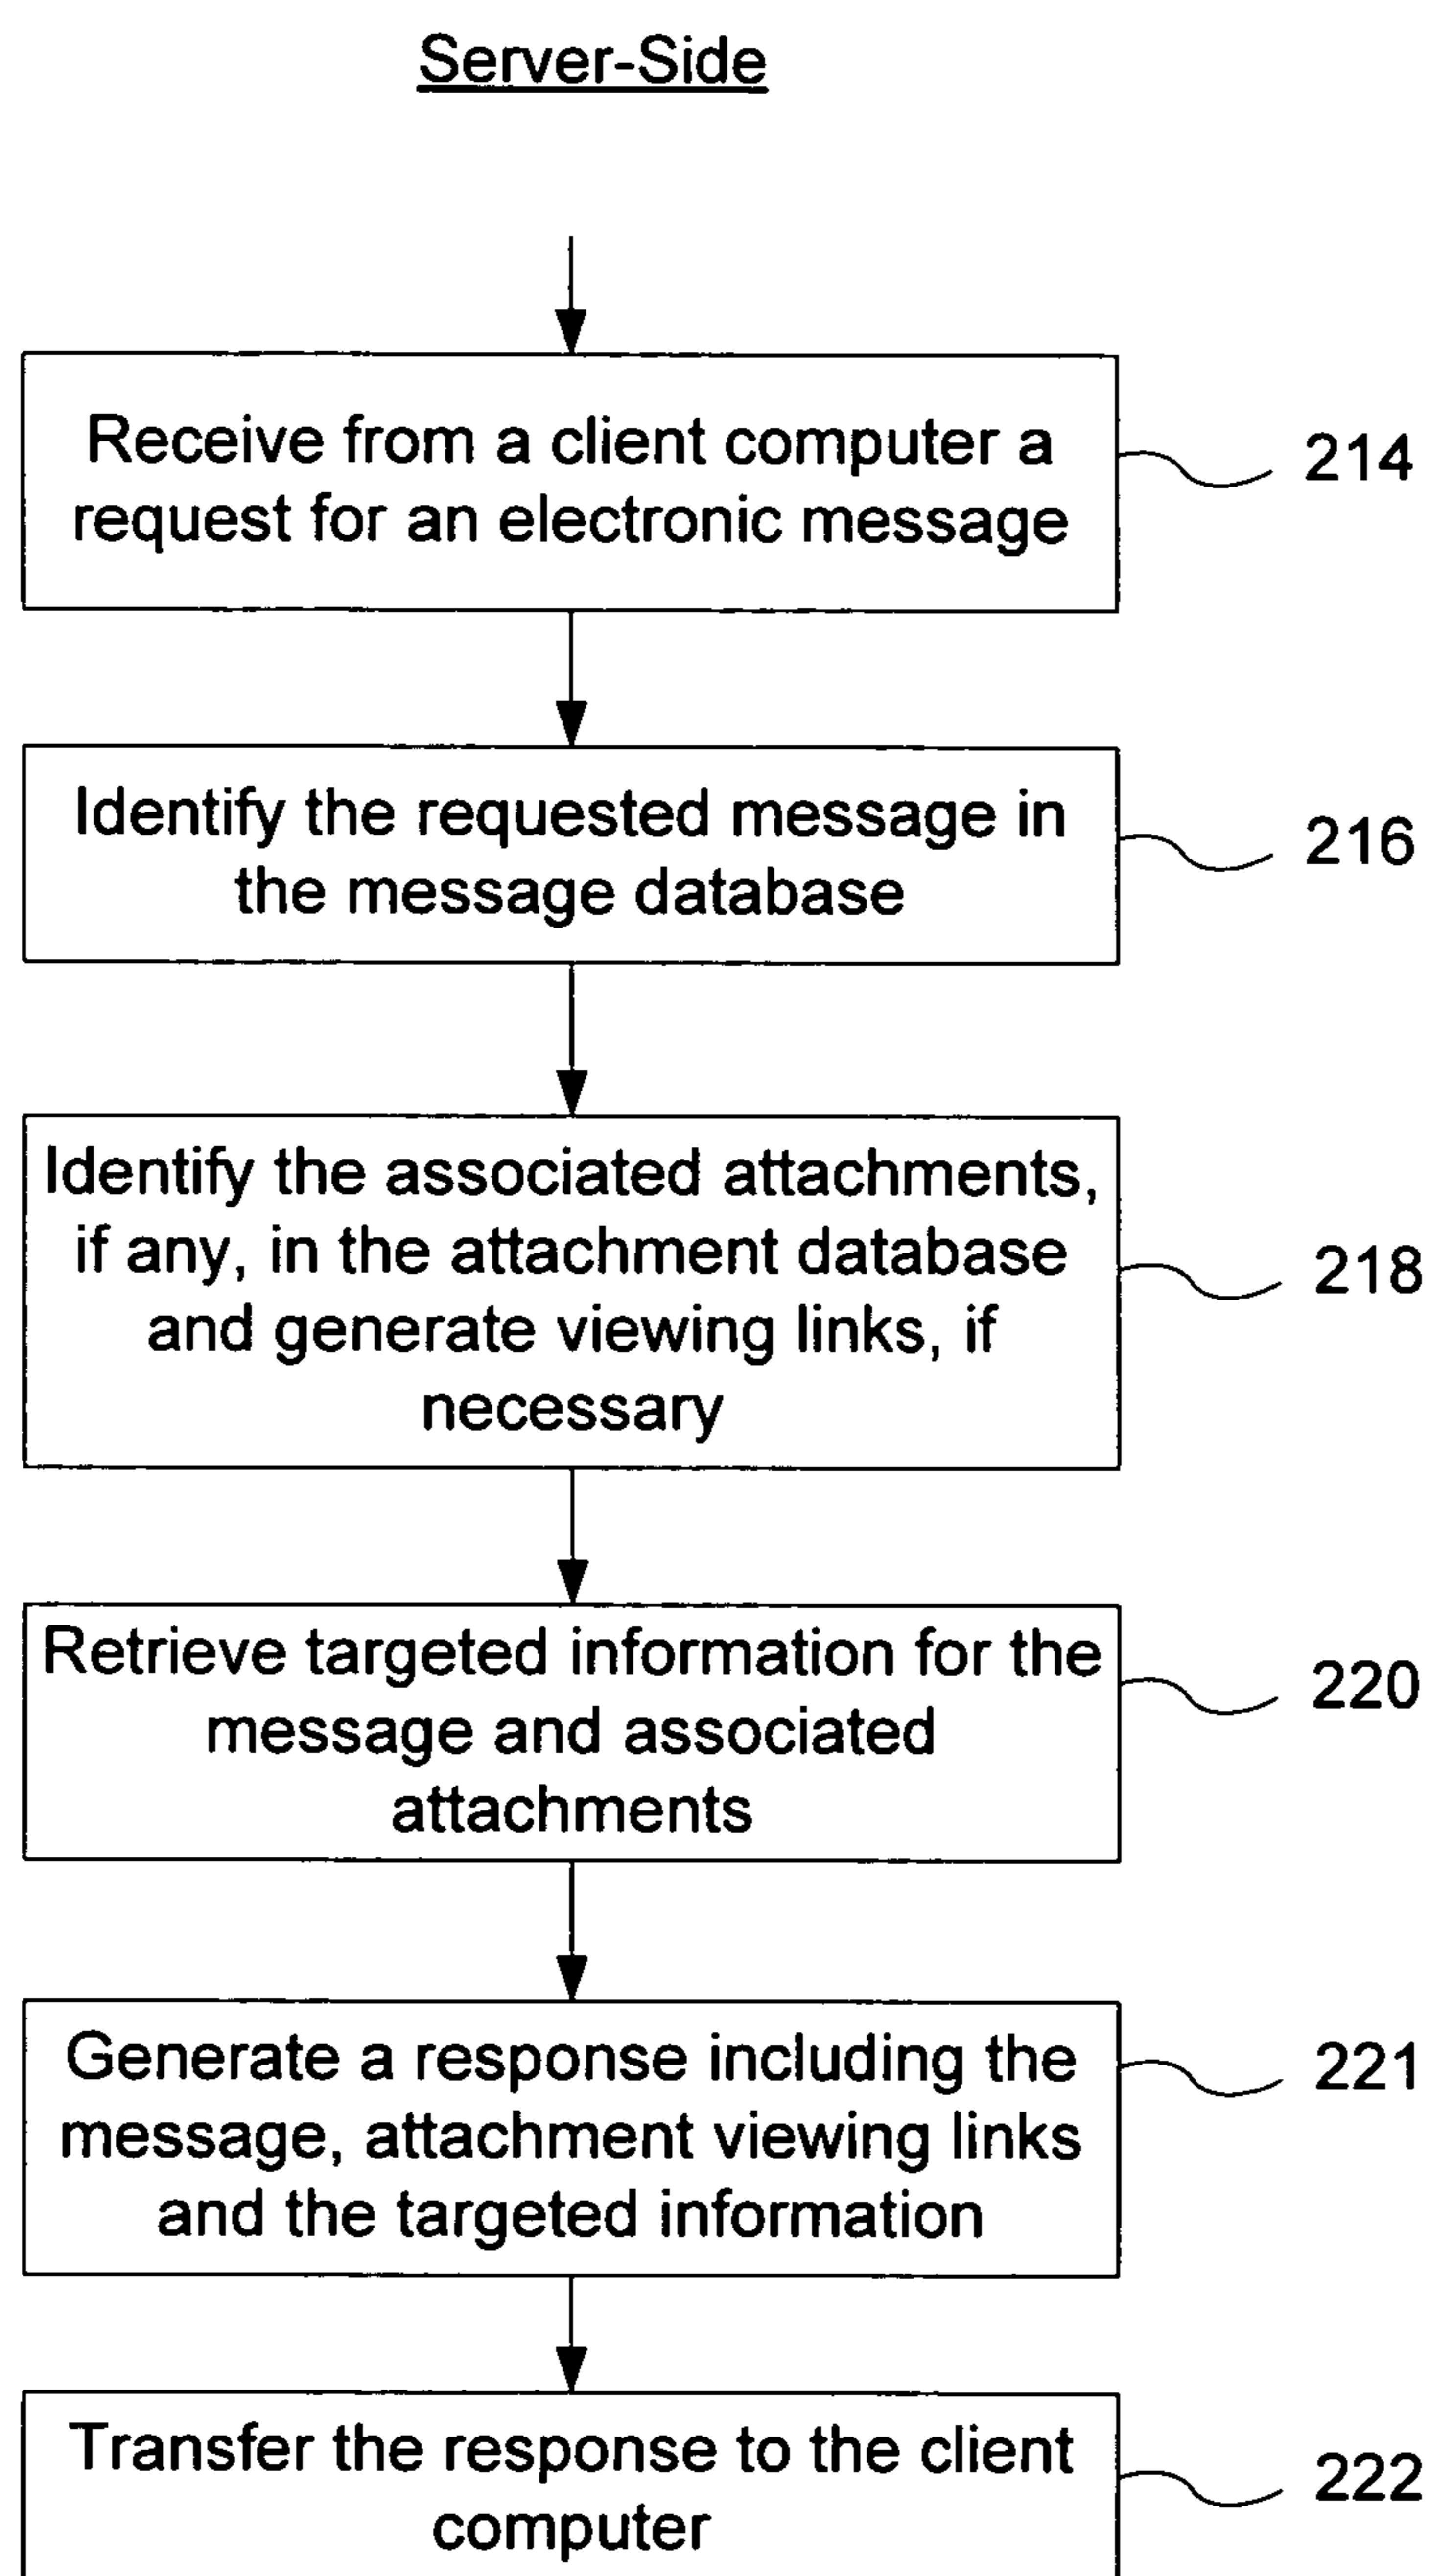 Server-Side
Receive from a client computer a
request for an electronic message
214
Identify the requested message in
the message database
216
Identify the associated attachments,
if any, in the attachment database
and generate viewing links, if
necessary
218
Retrieve targeted information for the
message and associated
attachments
220
Generate a response including the
message, attachment viewing links
and the targeted information
221
Transfer the response to the client
computer
222